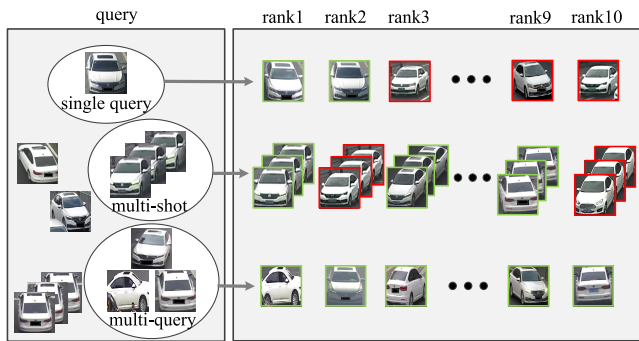 query
rank1 rank2 rank3 rank9 rank10
single query
multi-shot
multi-query